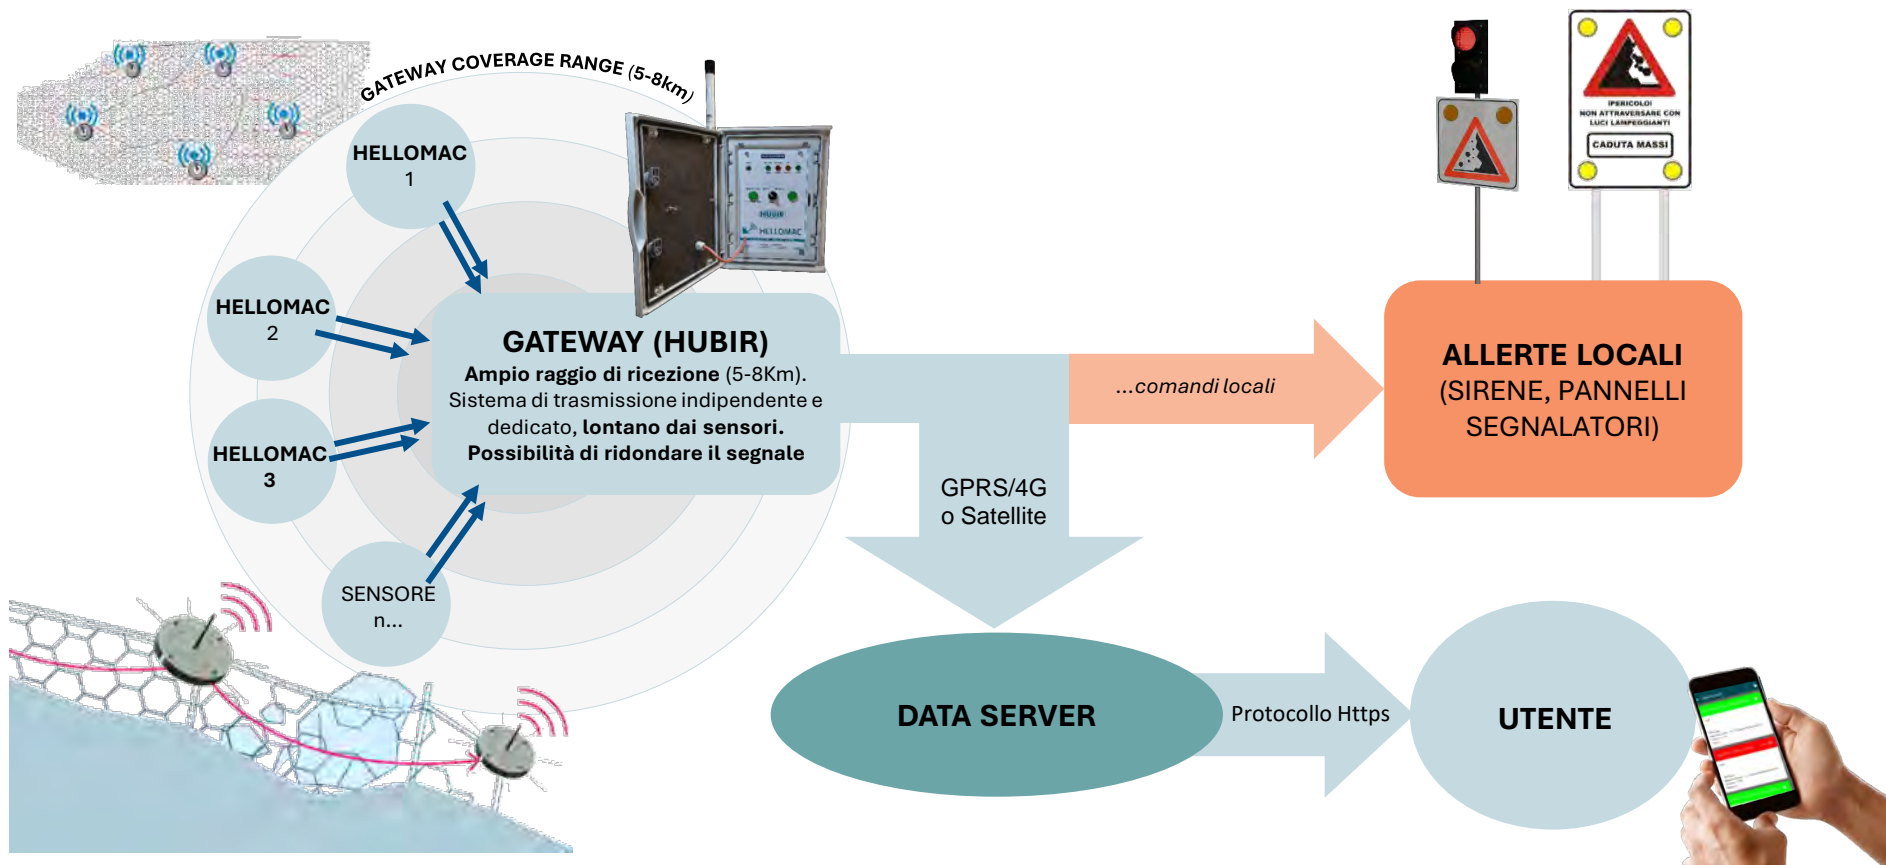 GATEWAY COVERAGE RANGE (5-8km)
HELLOMAC
1
HELLOMAC
2
HELLOMAC
3
SENSORE
n...
HUBIR
HELLOMAC
GATEWAY (HUBIR)
Ampio raggio di ricezione (5-8Km).
Sistema di trasmissione indipendente e
dedicato, lontano dai sensori.
Possibilità di ridondare il segnale
...comandi locali
!PERICOLO!
NON ATTRAVERSARE CON
LUCI LAMPEGGIANTI
CADUTA MASSI
ALLERTE LOCALI
(SIRENE, PANNELLI
SEGNALATORI)
GPRS/4G
o Satellite
DATA SERVER
Protocollo Https
UTENTE